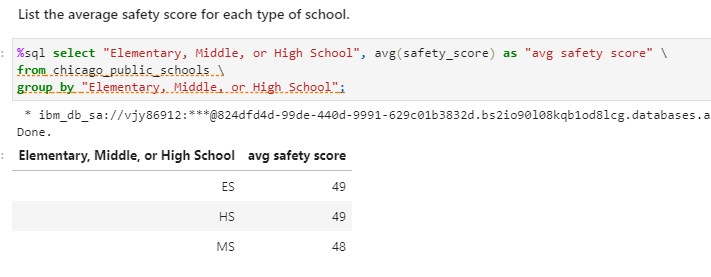 List the average safety score for each type of school.
: %sql select "Elementary, Middle, or High School", avg(safety_score) as "avg safety score" \
from chicago_public_schools \
group by "Elementary, Middle, or High School";
* ibm_db_sa://vjy86912:***@824dfd4d-99de-440d-9991-629c01b3832d.bs2io90l08kqb1od8lcg.databases.a
Done.
: Elementary, Middle, or High School avg safety score
ES 49
HS 49
MS 48